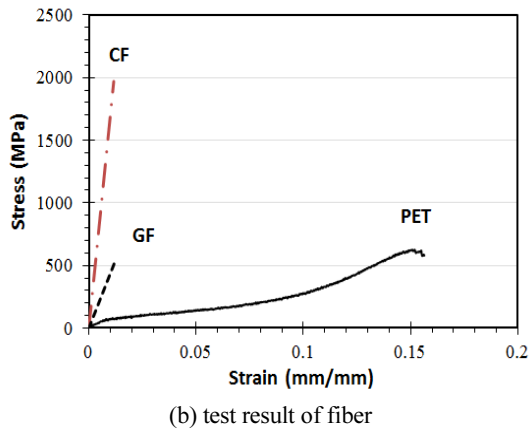 2500
2000
1500
1000
500
0
Stress (MPa)
CF
GF
PET
0 0.05 0.1 0.15 0.2
Strain (mm/mm)
(b) test result of fiber